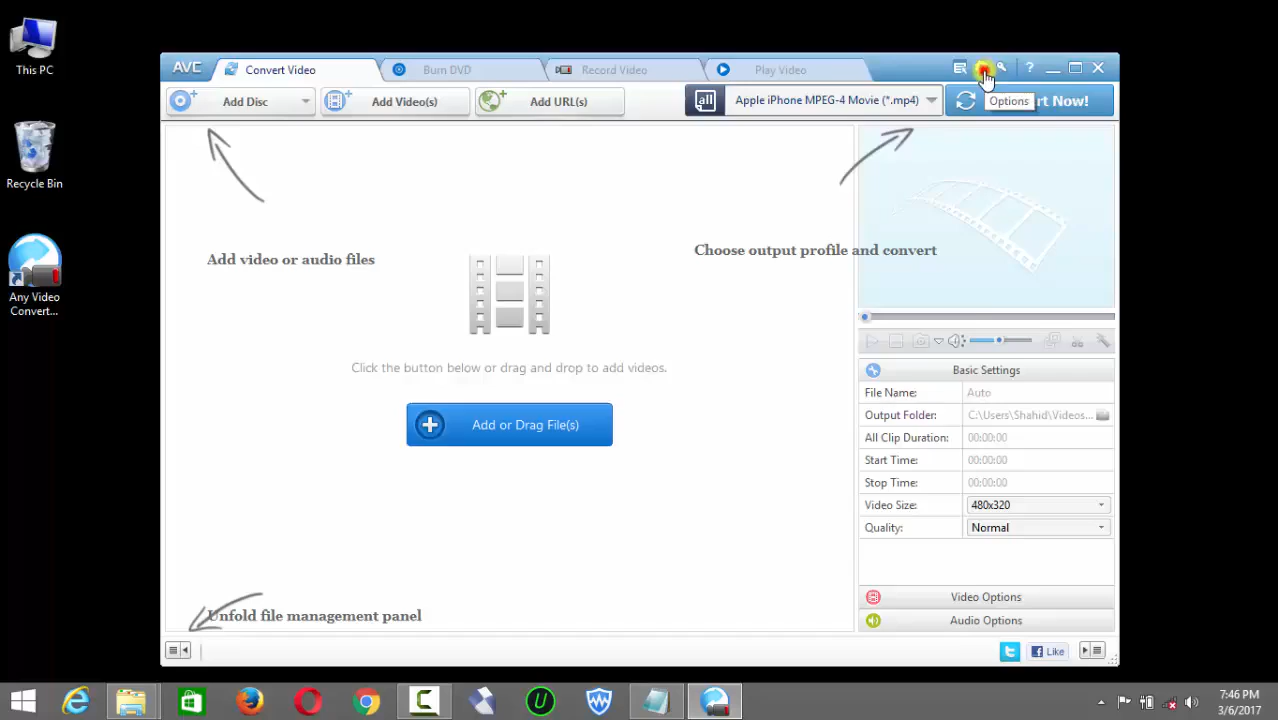 This PC
Recycle Bin
Any Video
Convert...
AVC
Convert Video
Burn DVD
Record Video
Play Video
?
Add Disc
Add Video(s)
Add URL(s)
all
Apple iPhone MPEG-4 Movie (*.mp4)
rt Now!
Options
Add video or audio files
Choose output profile and convert
Click the button below or drag and drop to add videos.
Add or Drag File(s)
Unfold file management panel
Basic Settings
File Name: Auto
Output Folder: C:\Users\Shahid\Videos...
All Clip Duration: 00:00:00
Start Time: 00:00:00
Stop Time: 00:00:00
Video Size: 480x320
Quality: Normal
Video Options
Audio Options
Like
7:46 PM
3/6/2017